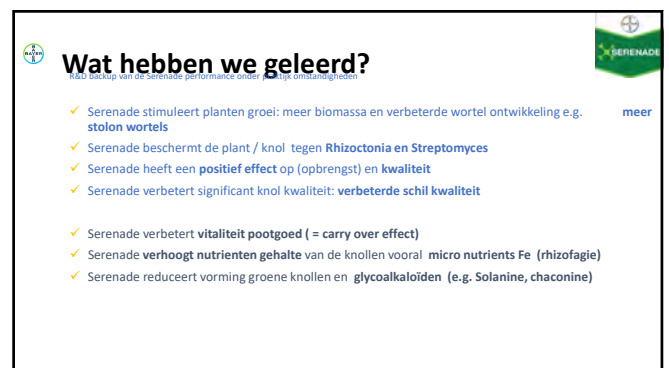 BAYER
SERENADE
Wat hebben we geleerd?
R&D backup van de Serenade performance onder praktijk omstandigheden
✓ Serenade stimuleert planten groei: meer biomassa en verbeterde wortel ontwikkeling e.g. meer
stolon wortels
✓ Serenade beschermt de plant / knol tegen Rhizoctonia en Streptomyces
✓ Serenade heeft een positief effect op (opbrengst) en kwaliteit
✓ Serenade verbetert significant knol kwaliteit: verbeterde schil kwaliteit
✓ Serenade verbetert vitaliteit pootgoed ( = carry over effect)
✓ Serenade verhoogt nutrienten gehalte van de knollen vooral micro nutrients Fe (rhizofagie)
✓ Serenade reduceert vorming groene knollen en glycoalkaloïden (e.g. Solanine, chaconine)